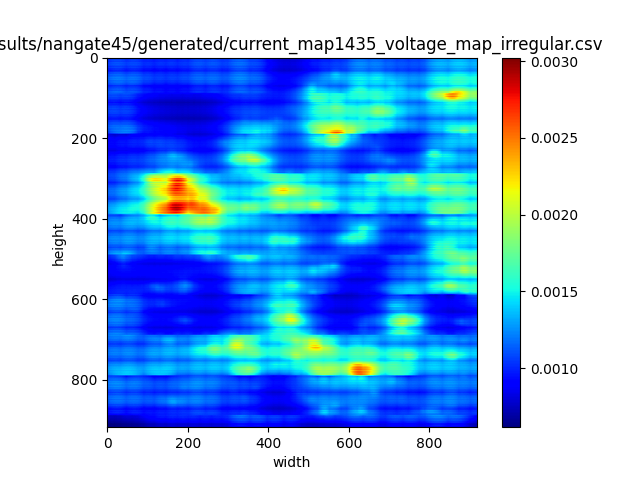 sults/nangate45/generated/current_map1435_voltage_map_irregular.csv
0
200
400
600
800
height
0 200 400 600 800
width
0.0030
0.0025
0.0020
0.0015
0.0010